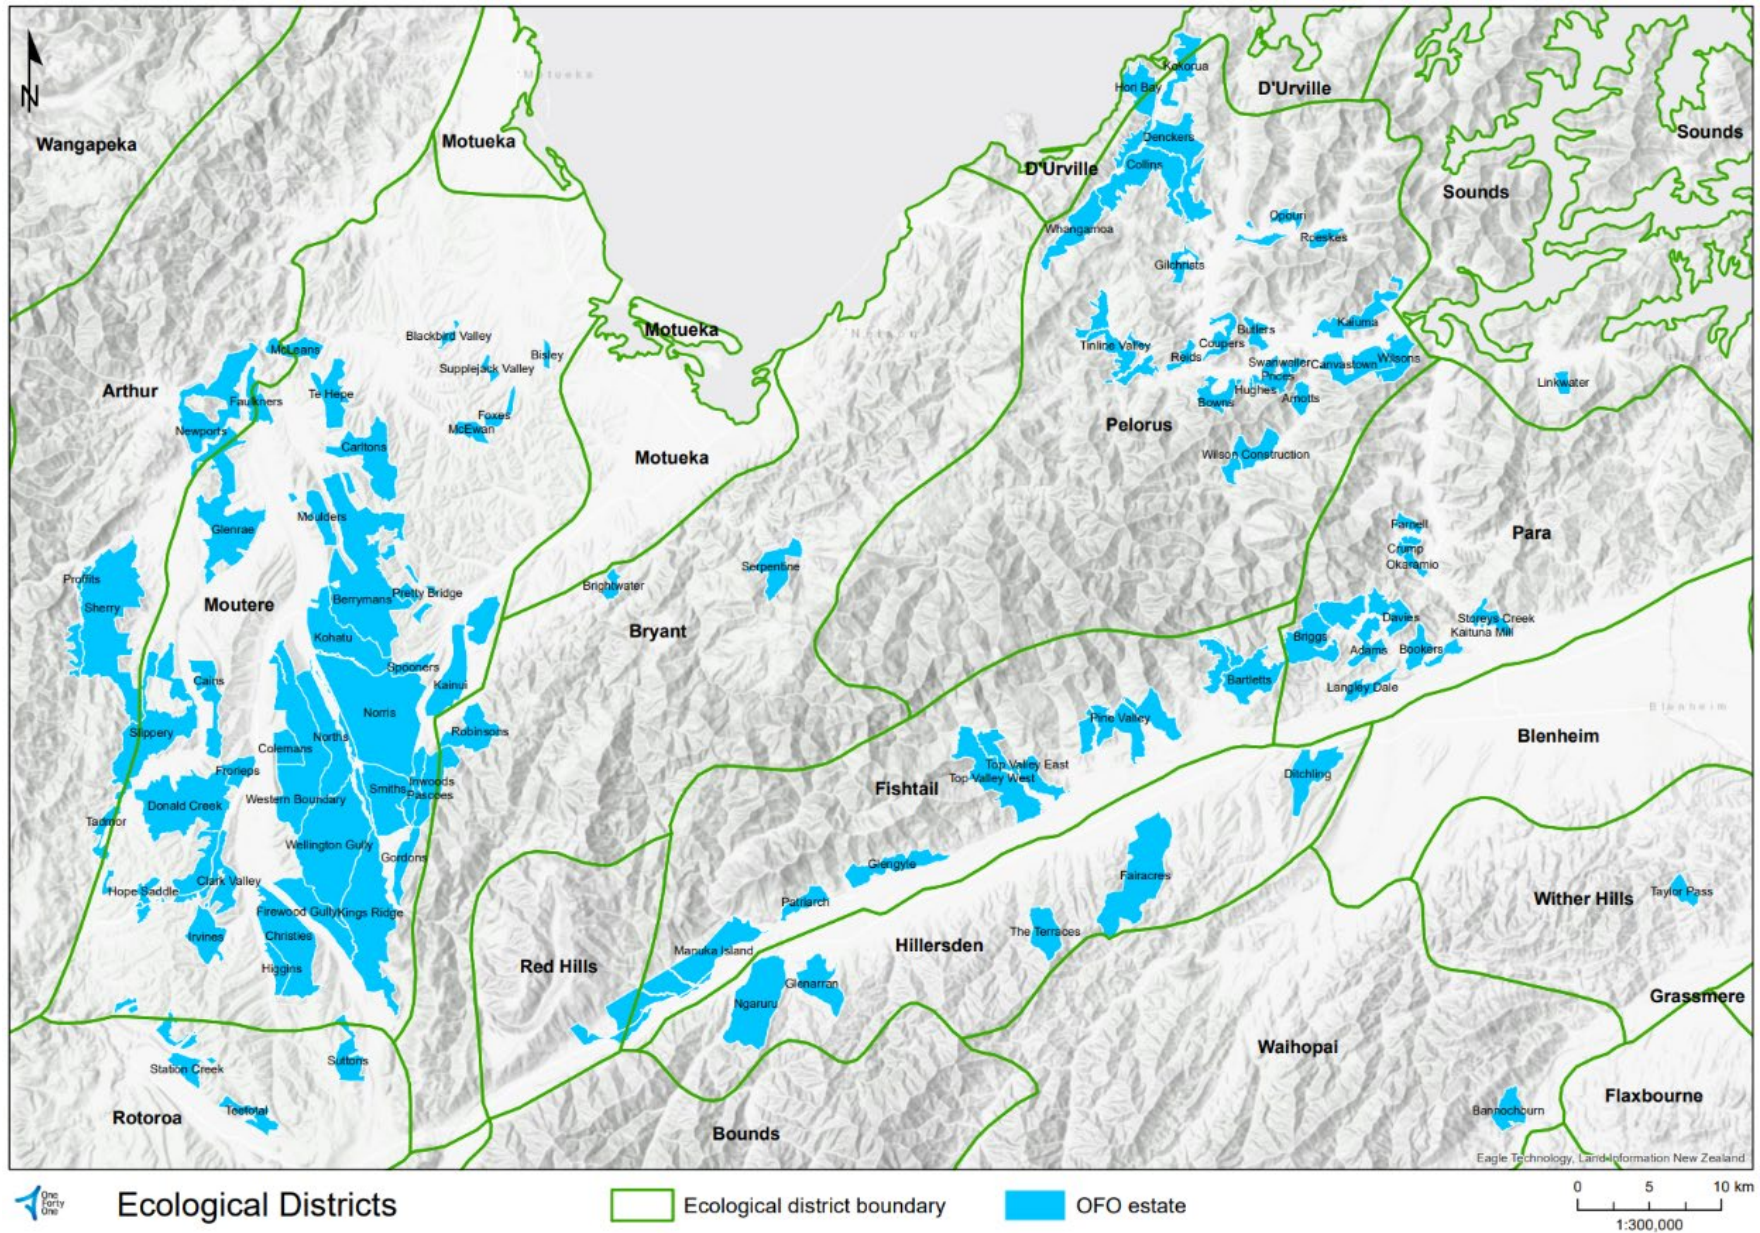 N
Wangapeka
Motueka
Motueka
Kokorua
Hori Bay
D'Urville
Sounds
Denckers
Collins
D'Urville
Sounds
Whangamoa
Opouri
Roeskes
Gilchrists
Nelson
Motueka
Blackbird Valley
McLeans
Bisley
Supplejack Valley
Kaiuma
Butlers
Coupers
Tinline Valley
Reids
Swanwaller
Canvastown
Wilsons
Prices
Hughes
Arnotts
Bowns
Linkwater
Arthur
Te Hepe
Faulkners
Newports
Foxes
McEwan
Carltons
Pelorus
Motueka
Wilson Construction
Moulders
Glenrae
Farnell
Crump
Okaramio
Para
Proffits
Sherry
Moutere
Berrymans
Pretty Bridge
Brightwater
Serpentine
Bryant
Kohatu
Davies
Storeys Creek
Kaituna Mill
Briggs
Adams
Bookers
Spooners
Kainui
Cains
Bartletts
Langley Dale
Norris
Blenheim
Pine Valley
Slippery
Robinsons
Norths
Colemans
Blenheim
Frorieps
Top Valley East
Top Valley West
Ditchling
Inwoods
Smiths
Pascoes
Fishtail
Western Boundary
Donald Creek
Tadmor
Wellington Gully
Gordons
Glengyle
Fairacres
Clark Valley
Hope Saddle
Patriarch
Wither Hills
Taylor Pass
Firewood Gully
Kings Ridge
Irvines
Christies
The Terraces
Hillersden
Manuka Island
Higgins
Red Hills
Glenarran
Ngaruru
Grassmere
Waihopai
Suttons
Station Creek
Flaxbourne
Teetotal
Rotoroa
Bannochburn
Bounds
Eagle Technology, Land Information New Zealand
One
Forty
One
Ecological Districts
Ecological district boundary
OFO estate
0 5 10 km
1:300,000